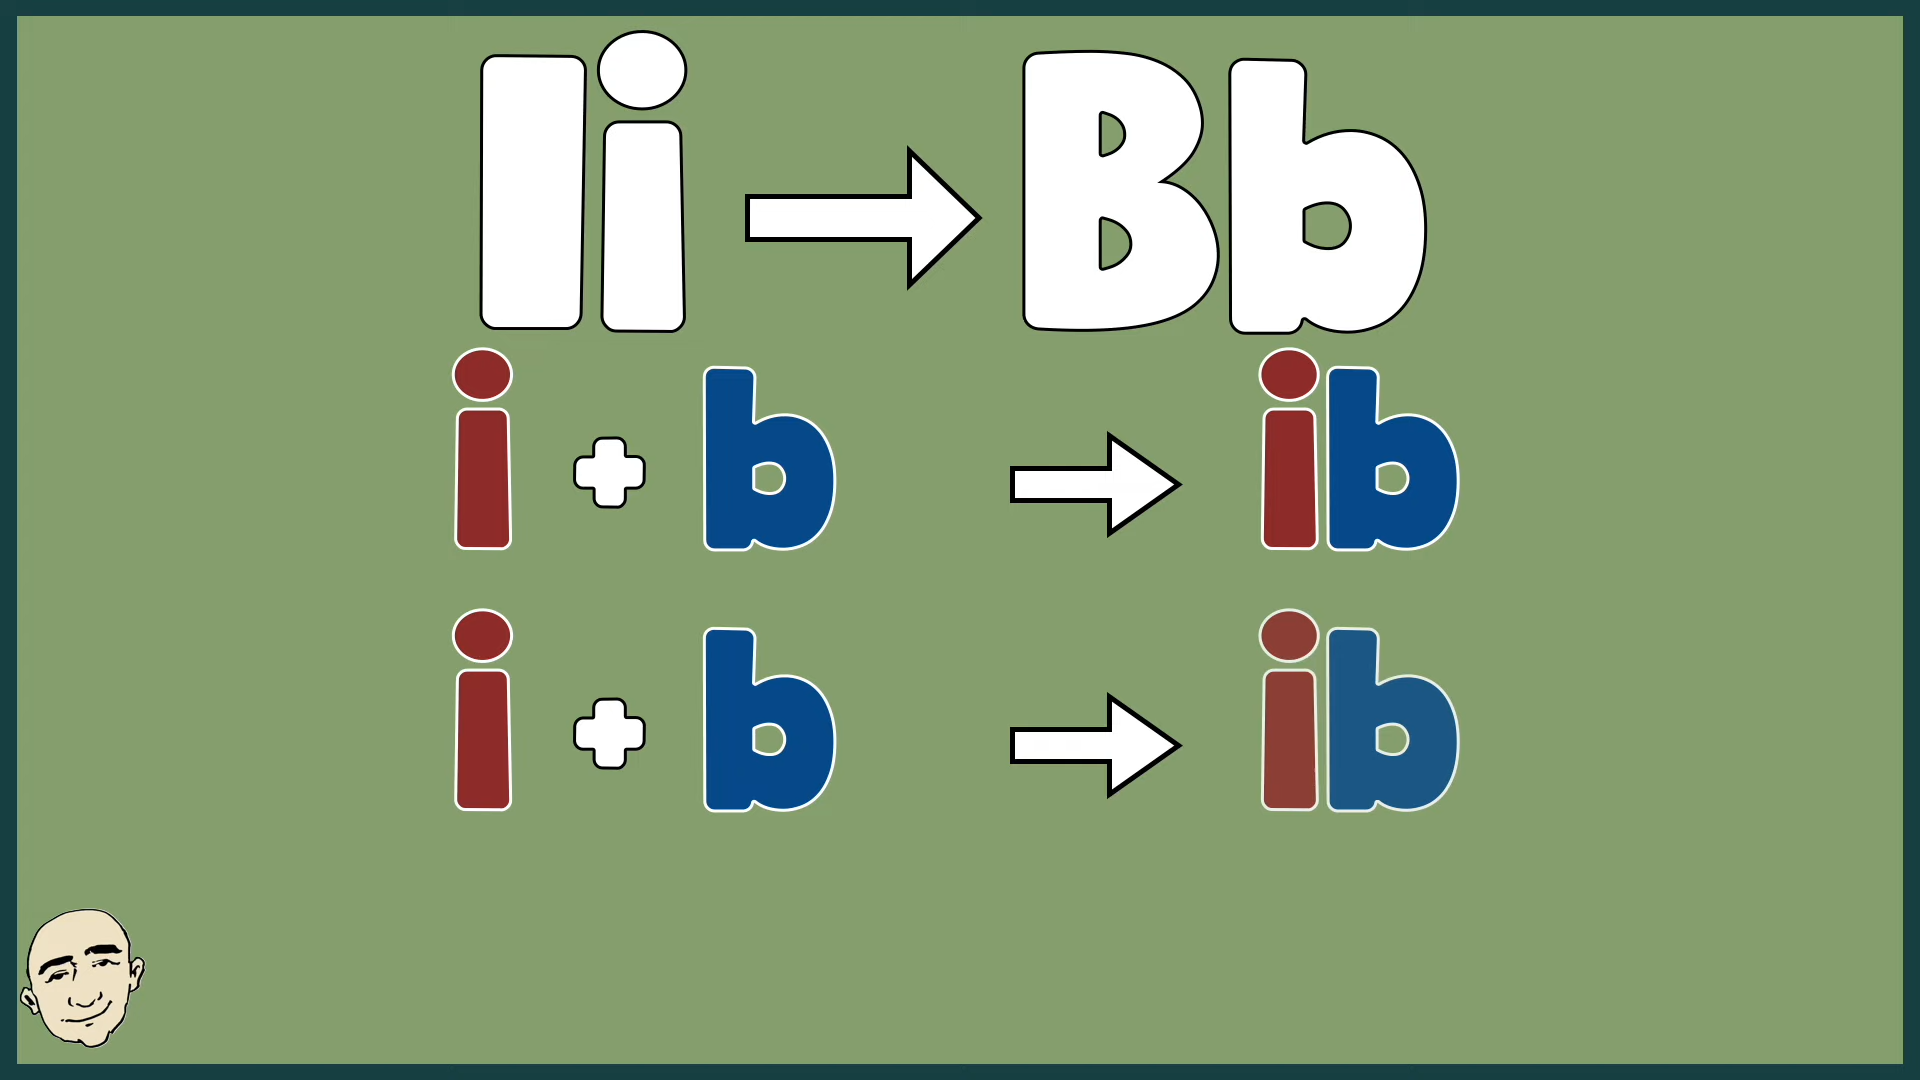 Ii → Bb
i + b → ib
i + b → ib